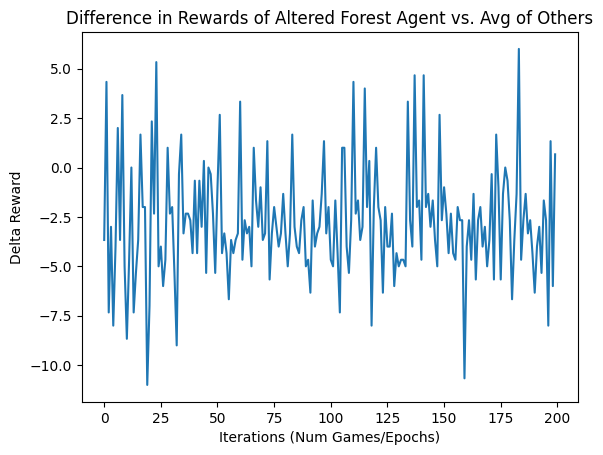 Difference in Rewards of Altered Forest Agent vs. Avg of Others
5.0
2.5
0.0
−2.5
−5.0
−7.5
−10.0
Delta Reward
0 25 50 75 100 125 150 175 200
Iterations (Num Games/Epochs)